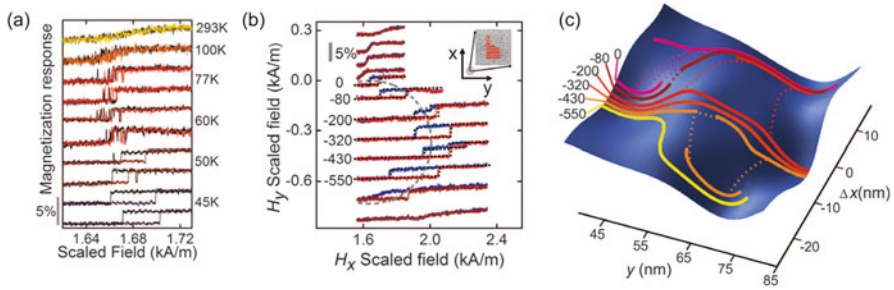 (a)
Magnetization response
293K
100K
77K
60K
50K
45K
5%
1.64 1.68 1.72
Scaled Field (kA/m)
(b)
Hy Scaled field (kA/m)
0.3
0.0
-0.3
-0.6
5%
x
y
0
-80
-200
-320
-430
-550
1.6 2.0 2.4
Hx Scaled field (kA/m)
(c)
0
-80
-200
-320
-430
-550
10
0
-10
-20
Δx(nm)
45 55 65 75 85
y (nm)